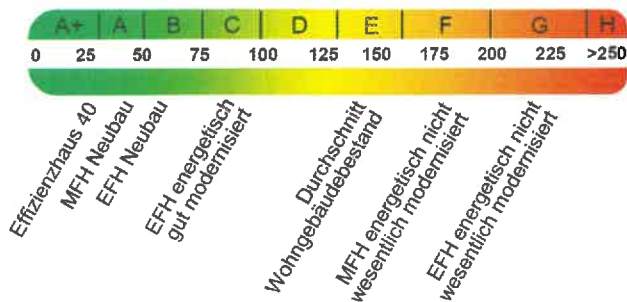 A+ A B C D E F G H
0 25 50 75 100 125 150 175 200 225 >250
Effizienzhaus 40
MFH Neubau
EFH Neubau
EFH energetisch
gut modernisiert
Durchschnitt
Wohngebäudebestand
MFH energetisch nicht
wesentlich modernisiert
EFH energetisch nicht
wesentlich modernisiert